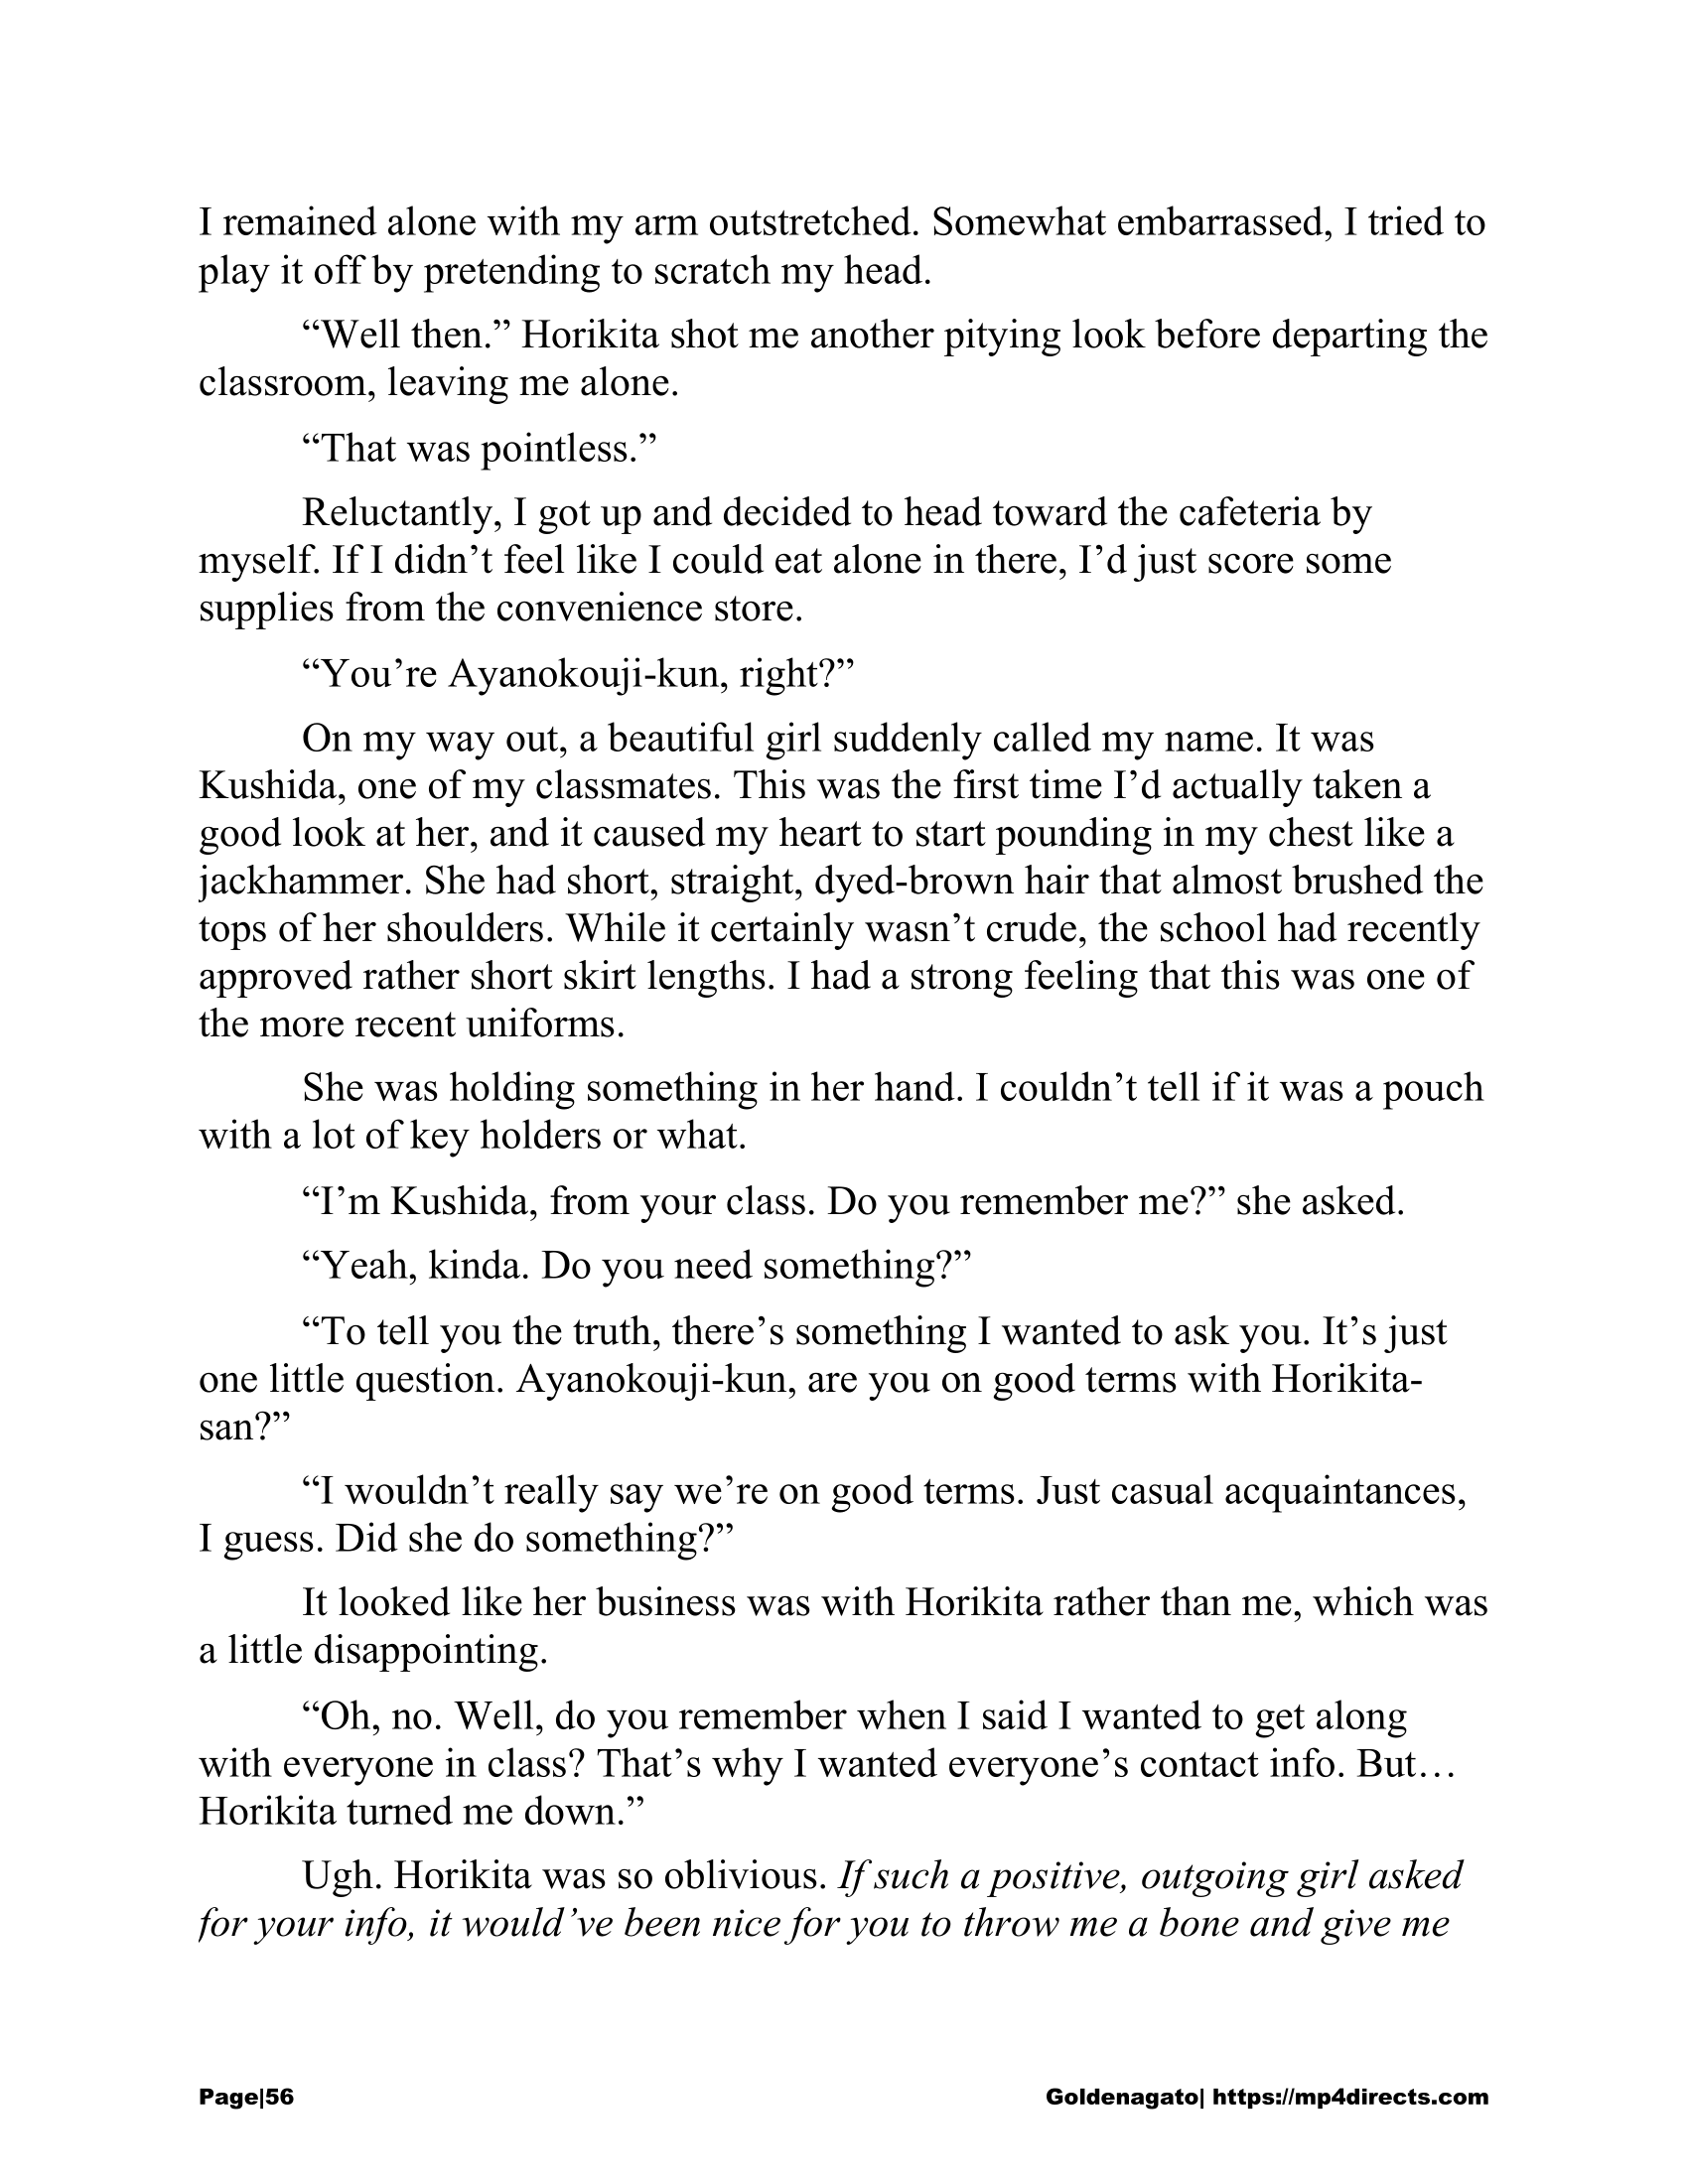 I remained alone with my arm outstretched. Somewhat embarrassed, I tried to
play it off by pretending to scratch my head.
“Well then.” Horikita shot me another pitying look before departing the
classroom, leaving me alone.
“That was pointless.”
Reluctantly, I got up and decided to head toward the cafeteria by
myself. If I didn’t feel like I could eat alone in there, I’d just score some
supplies from the convenience store.
“You’re Ayanokouji-kun, right?”
On my way out, a beautiful girl suddenly called my name. It was
Kushida, one of my classmates. This was the first time I’d actually taken a
good look at her, and it caused my heart to start pounding in my chest like a
jackhammer. She had short, straight, dyed-brown hair that almost brushed the
tops of her shoulders. While it certainly wasn’t crude, the school had recently
approved rather short skirt lengths. I had a strong feeling that this was one of
the more recent uniforms.
She was holding something in her hand. I couldn’t tell if it was a pouch
with a lot of key holders or what.
“I’m Kushida, from your class. Do you remember me?” she asked.
“Yeah, kinda. Do you need something?”
“To tell you the truth, there’s something I wanted to ask you. It’s just
one little question. Ayanokouji-kun, are you on good terms with Horikita-
san?”
“I wouldn’t really say we’re on good terms. Just casual acquaintances,
I guess. Did she do something?”
It looked like her business was with Horikita rather than me, which was
a little disappointing.
“Oh, no. Well, do you remember when I said I wanted to get along
with everyone in class? That’s why I wanted everyone’s contact info. But…
Horikita turned me down.”
Ugh. Horikita was so oblivious. If such a positive, outgoing girl asked
for your info, it would’ve been nice for you to throw me a bone and give me
Page|56
Goldenagato| https://mp4directs.com